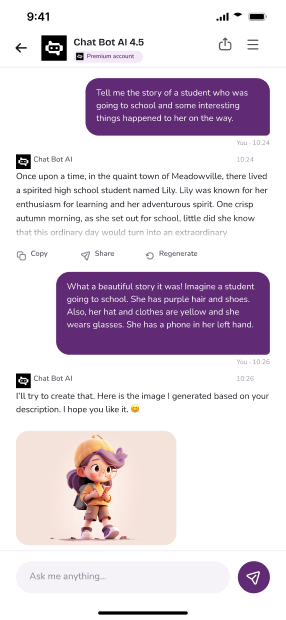 9:41
Chat Bot AI 4.5
Premium account
Tell me the story of a student who was
going to school and some interesting
things happened to her on the way.
You · 10:24
Chat Bot AI
10:24
Once upon a time, in the quaint town of Meadowville, there lived
a spirited high school student named Lily. Lily was known for her
enthusiasm for learning and her adventurous spirit. One crisp
autumn morning, as she set out for school, little did she know
that this ordinary day would turn into an extraordinary
Copy
Share
Regenerate
What a beautiful story it was! Imagine a student
going to school. She has purple hair and shoes.
Also, her hat and clothes are yellow and she
wears glasses. She has a phone in her left hand.
You · 10:26
Chat Bot AI
10:26
I'll try to create that. Here is the image I generated based on your
description. I hope you like it. 😊
Ask me anything...